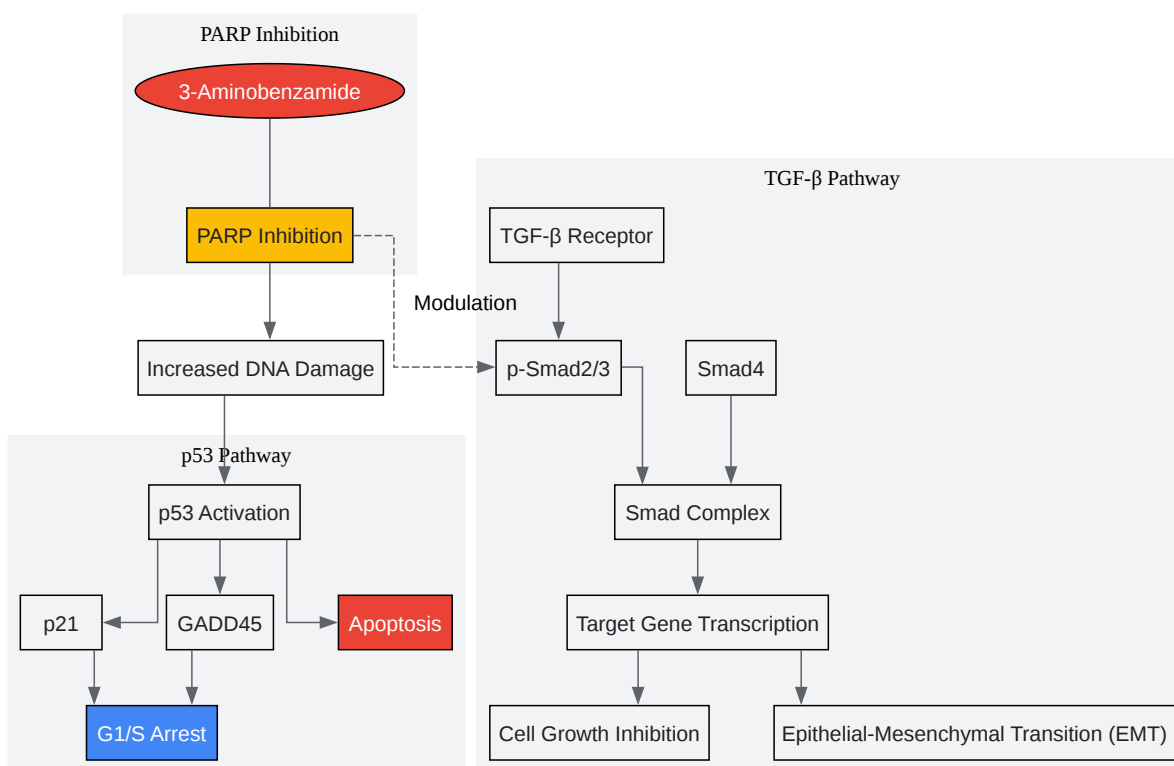 PARP Inhibition
3-Aminobenzamide
PARP Inhibition
TGF-β Pathway
TGF-β Receptor
Modulation
Increased DNA Damage
p-Smad2/3
Smad4
p53 Pathway
p53 Activation
Smad Complex
p21
GADD45
Apoptosis
Target Gene Transcription
G1/S Arrest
Cell Growth Inhibition
Epithelial-Mesenchymal Transition (EMT)